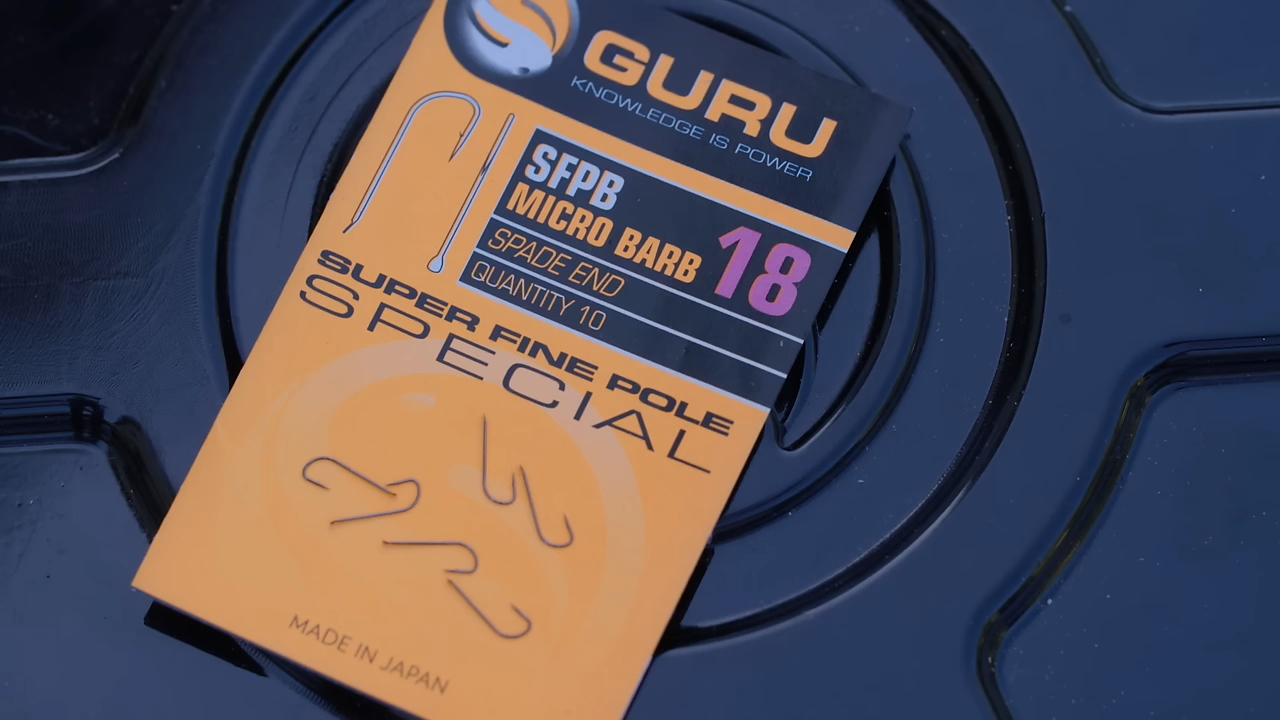 GURU
KNOWLEDGE IS POWER
SFPB
MICRO BARB
18
SPADE END
QUANTITY 10
SUPER FINE POLE
SPECIAL
MADE IN JAPAN